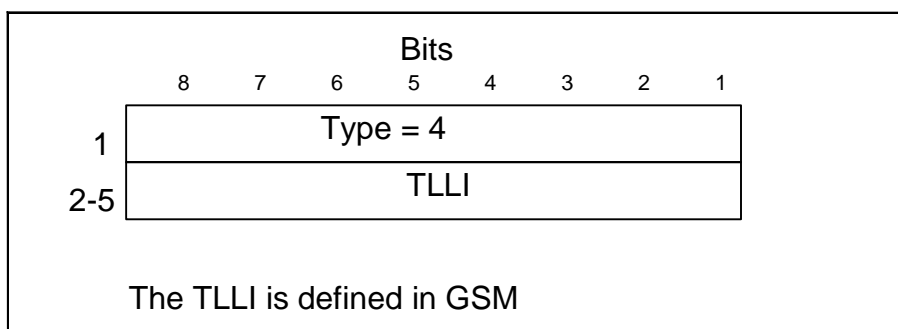 Bits
8 7 6 5 4 3 2 1
1 Type = 4
2-5 TLLI
The TLLI is defined in GSM